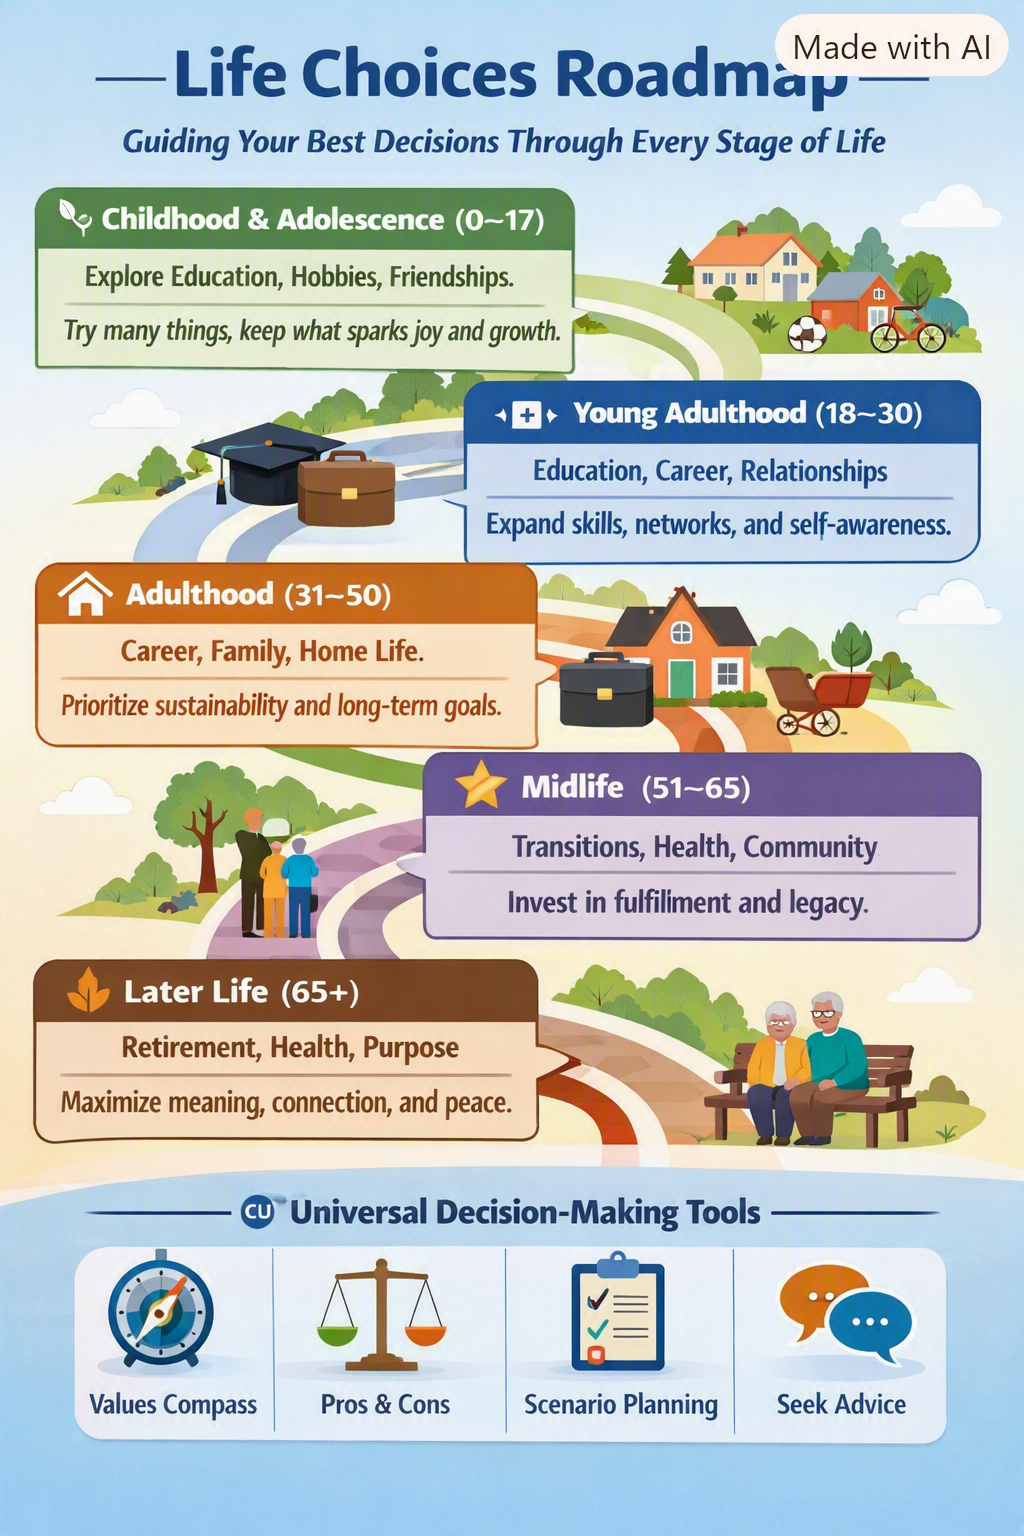 Made with AI
Life Choices Roadmap
Guiding Your Best Decisions Through Every Stage of Life
Childhood & Adolescence (0–17)
Explore Education, Hobbies, Friendships.
Try many things, keep what sparks joy and growth.
Young Adulthood (18–30)
Education, Career, Relationships
Expand skills, networks, and self-awareness.
Adulthood (31–50)
Career, Family, Home Life.
Prioritize sustainability and long-term goals.
Midlife (51–65)
Transitions, Health, Community
Invest in fulfiliment and legacy.
Later Life (65+)
Retirement, Health, Purpose
Maximize meaning, connection, and peace.
CU Universal Decision-Making Tools
Values Compass
Pros & Cons
Scenario Planning
Seek Advice